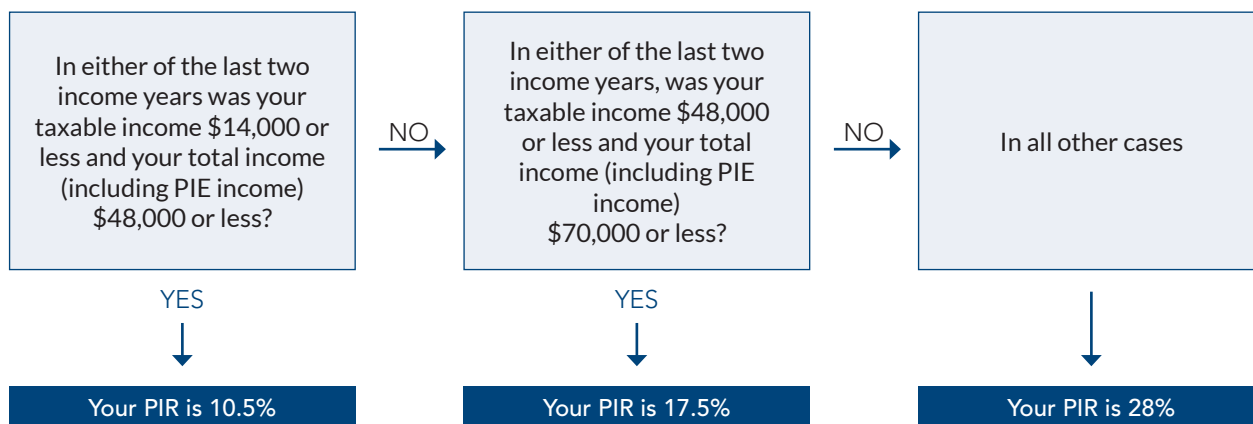 In either of the last two
income years was your
taxable income $14,000 or
less and your total income
(including PIE income)
$48,000 or less?
NO
In either of the last two
income years, was your
taxable income $48,000
or less and your total
income (including PIE
income)
$70,000 or less?
NO
In all other cases
YES
YES
Your PIR is 10.5%
Your PIR is 17.5%
Your PIR is 28%